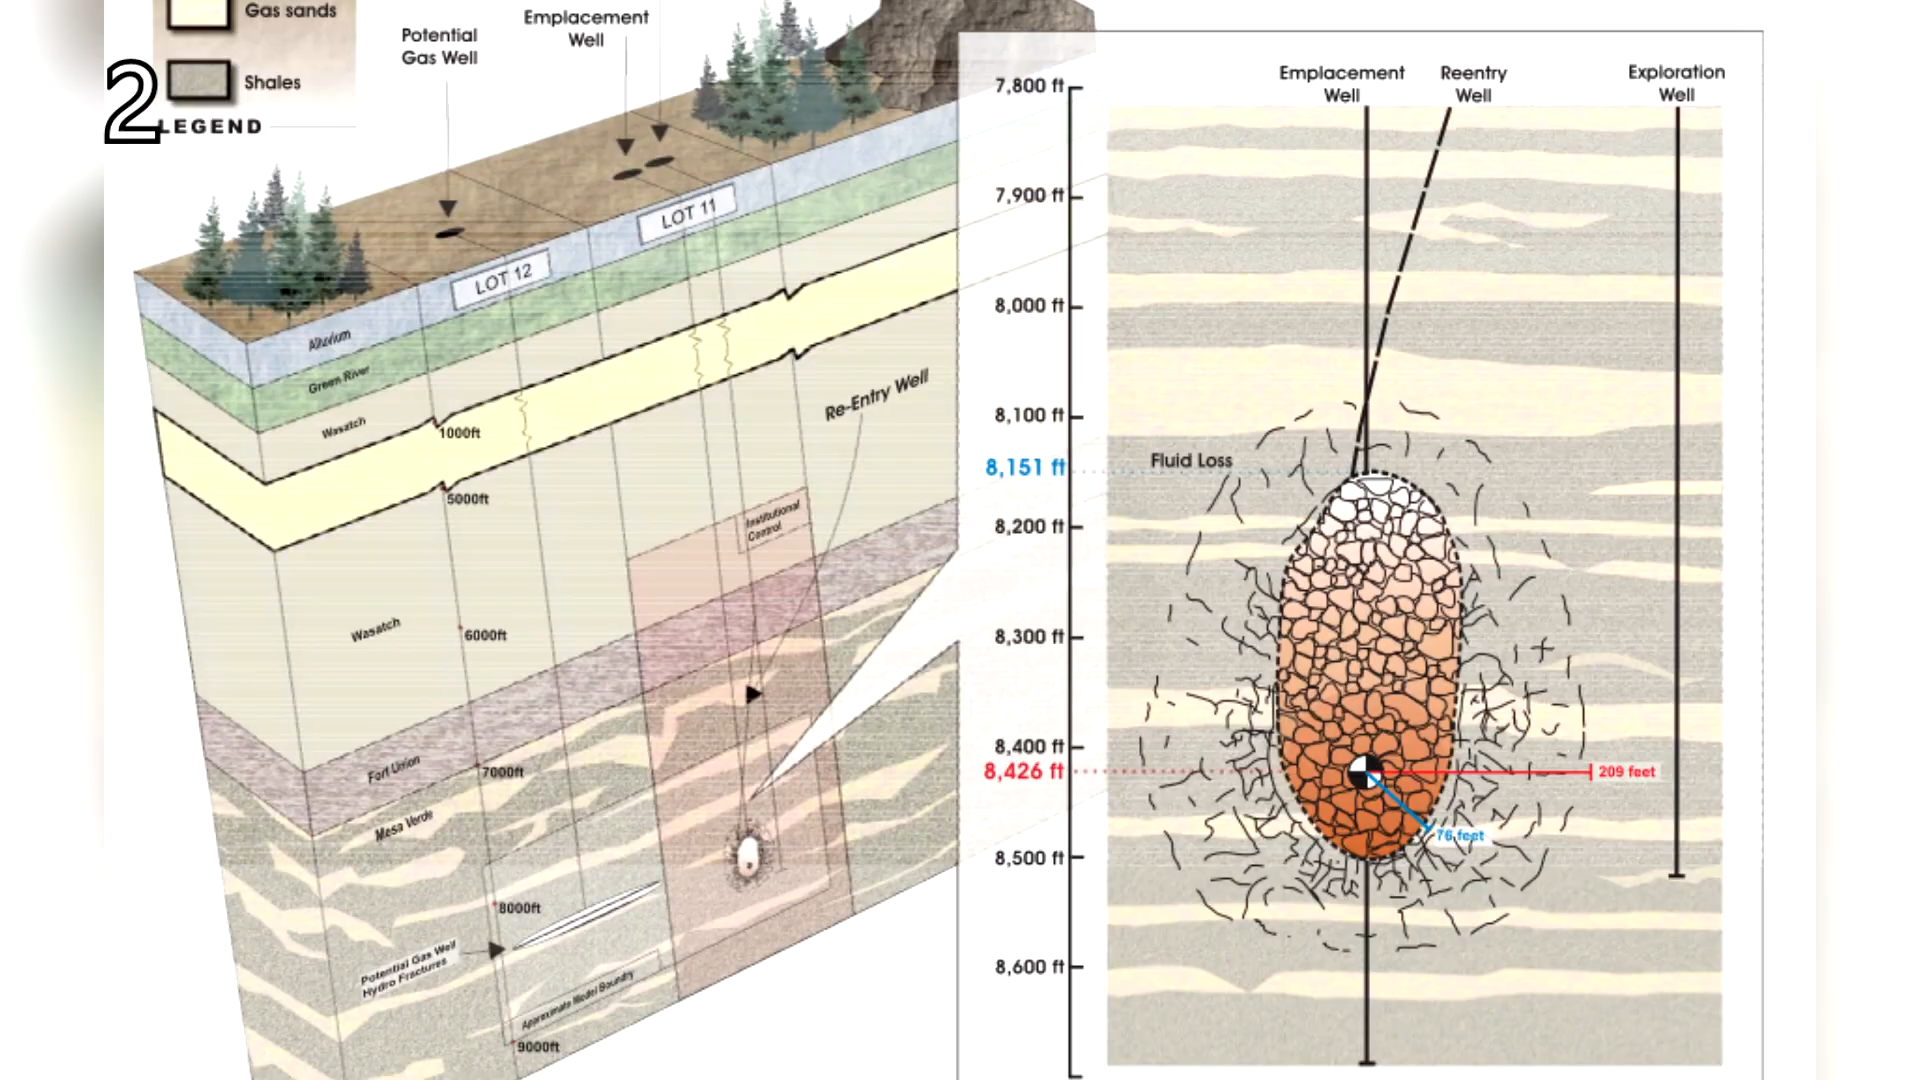 Gas sands
2
Shales
LEGEND
Potential
Gas Well
Emplacement
Well
LOT 12
LOT 11
Alluvium
Green River
Wasatch
1000ft
5000ft
Wasatch
6000ft
Re-Entry Well
Institutional
Control
Fort Union
7000ft
Mesa Verde
8000ft
Potential Gas Well
Hydro Fractures
Approximate Model Boundry
9000ft
Emplacement
Well
Reentry
Well
Exploration
Well
7,800 ft
7,900 ft
8,000 ft
8,100 ft
8,151 ft
Fluid Loss
8,200 ft
8,300 ft
8,400 ft
8,426 ft
209 feet
76 feet
8,500 ft
8,600 ft